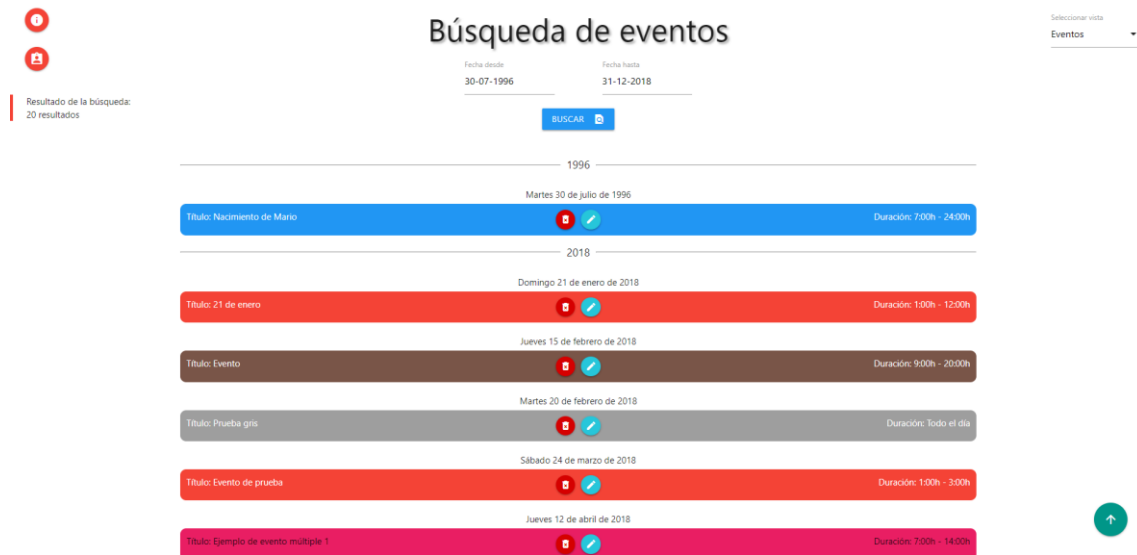 Búsqueda de eventos
Seleccionar vista
Eventos
Fecha desde
Fecha hasta
30-07-1996
31-12-2018
Resultado de la búsqueda:
20 resultados
BUSCAR
1996
Martes 30 de julio de 1996
Título: Nacimiento de Mario
Duración: 7:00h - 24:00h
2018
Domingo 21 de enero de 2018
Título: 21 de enero
Duración: 1:00h - 12:00h
Jueves 15 de febrero de 2018
Título: Evento
Duración: 9:00h - 20:00h
Martes 20 de febrero de 2018
Título: Prueba gris
Duración: Todo el día
Sábado 24 de marzo de 2018
Título: Evento de prueba
Duración: 1:00h - 3:00h
Jueves 12 de abril de 2018
Título: Ejemplo de evento múltiple 1
Duración: 7:00h - 14:00h